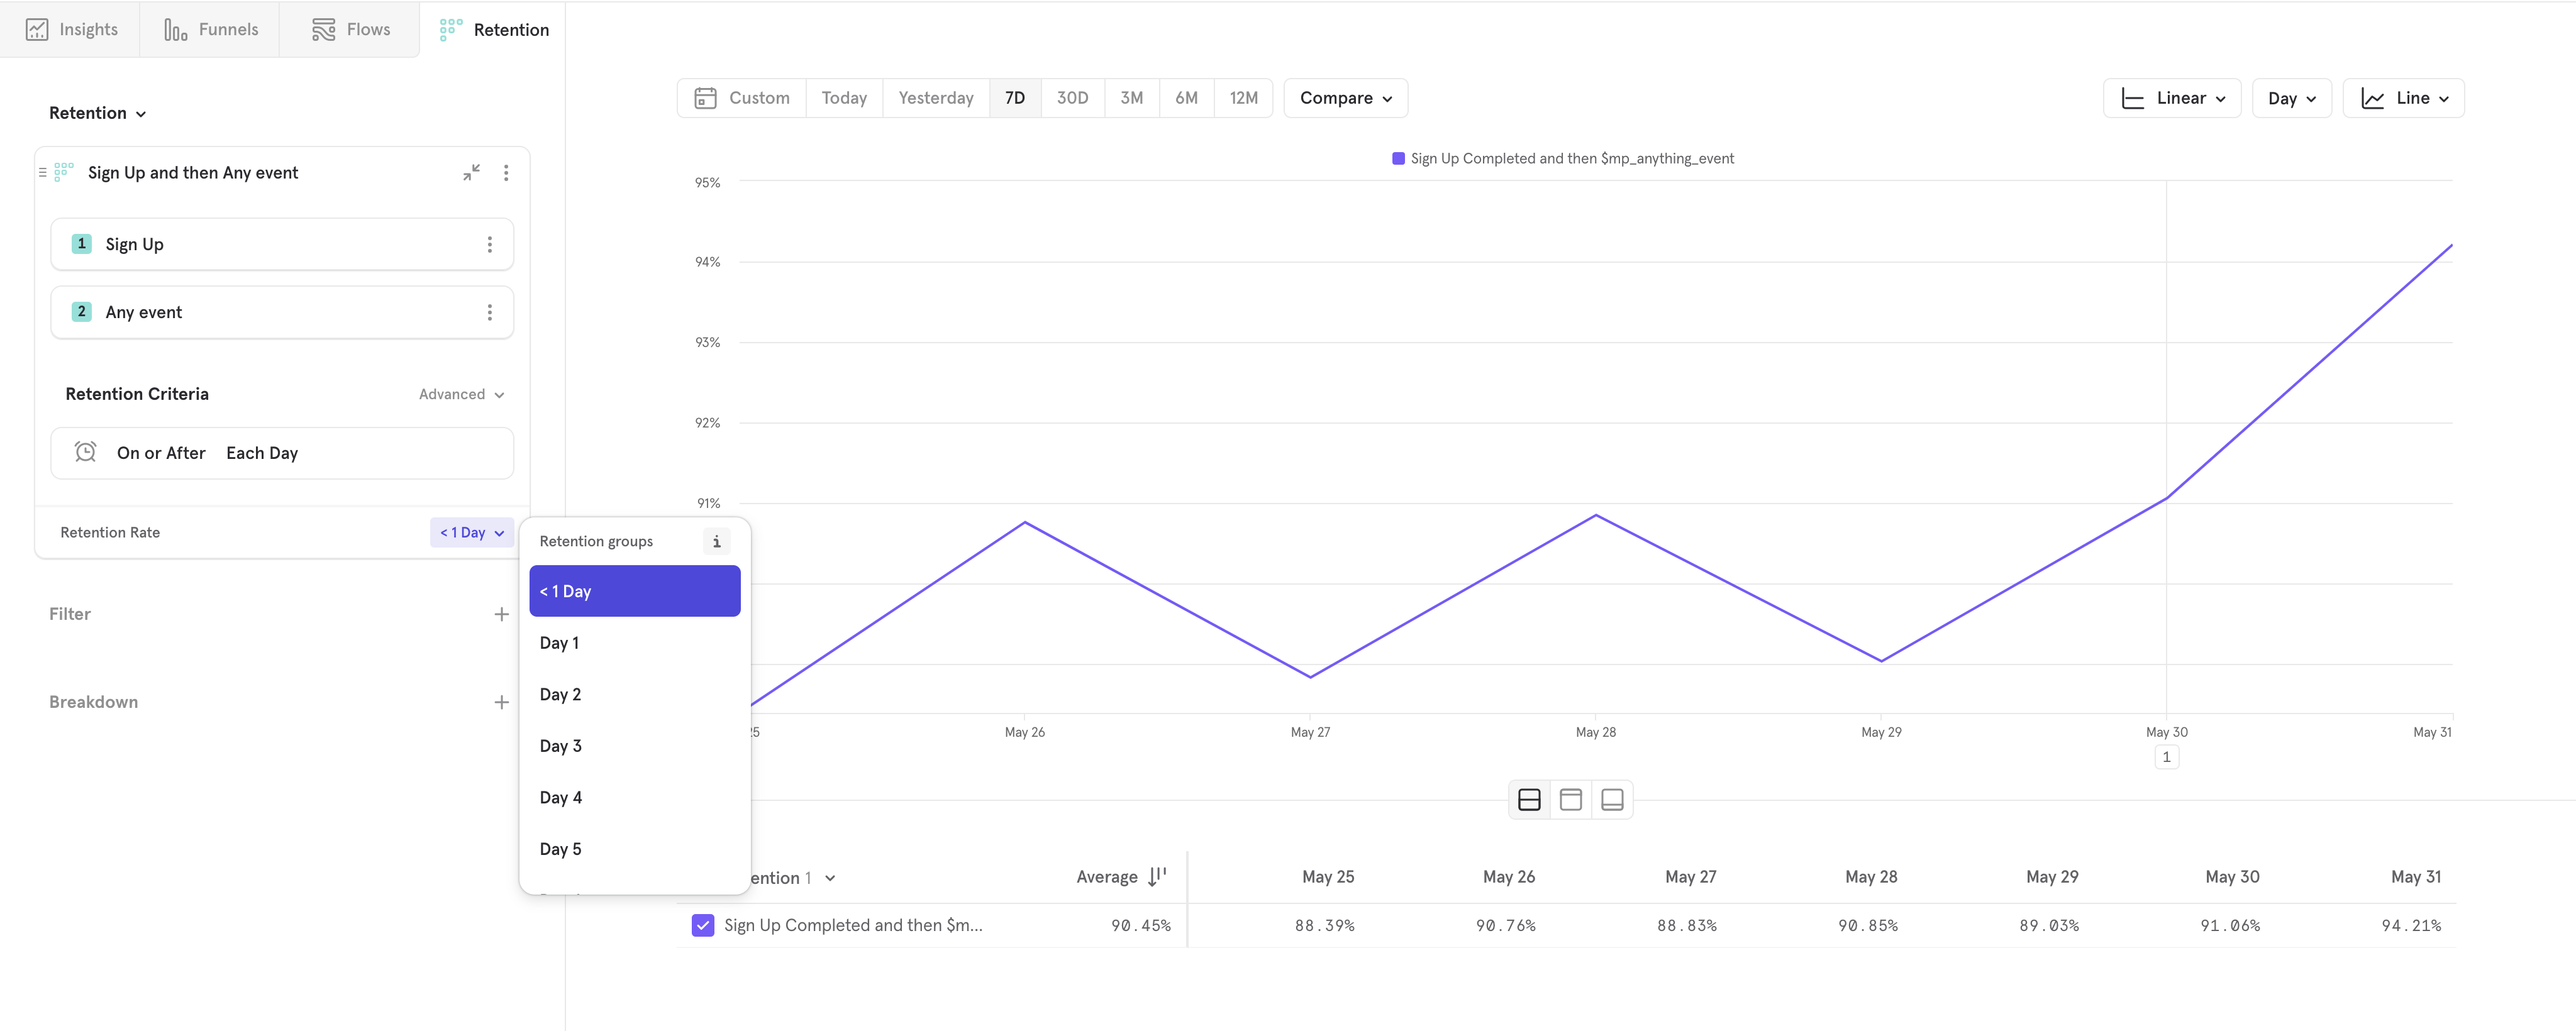 Insights
Funnels
Flows
Retention
Retention
Sign Up and then Any event
1 Sign Up
2 Any event
Retention Criteria
Advanced
On or After Each Day
Retention Rate
< 1 Day
Filter
Breakdown
Retention groups
i
< 1 Day
Day 1
Day 2
Day 3
Day 4
Day 5
Custom
Today
Yesterday
7D
30D
3M
6M
12M
Compare
Linear
Day
Line
Sign Up Completed and then $mp_anything_event
95%
94%
93%
92%
91%
25
May 26
May 27
May 28
May 29
May 30
May 31
1
ention 1
Average
May 25
May 26
May 27
May 28
May 29
May 30
May 31
Sign Up Completed and then $m...
90.45%
88.39%
90.76%
88.83%
90.85%
89.03%
91.06%
94.21%